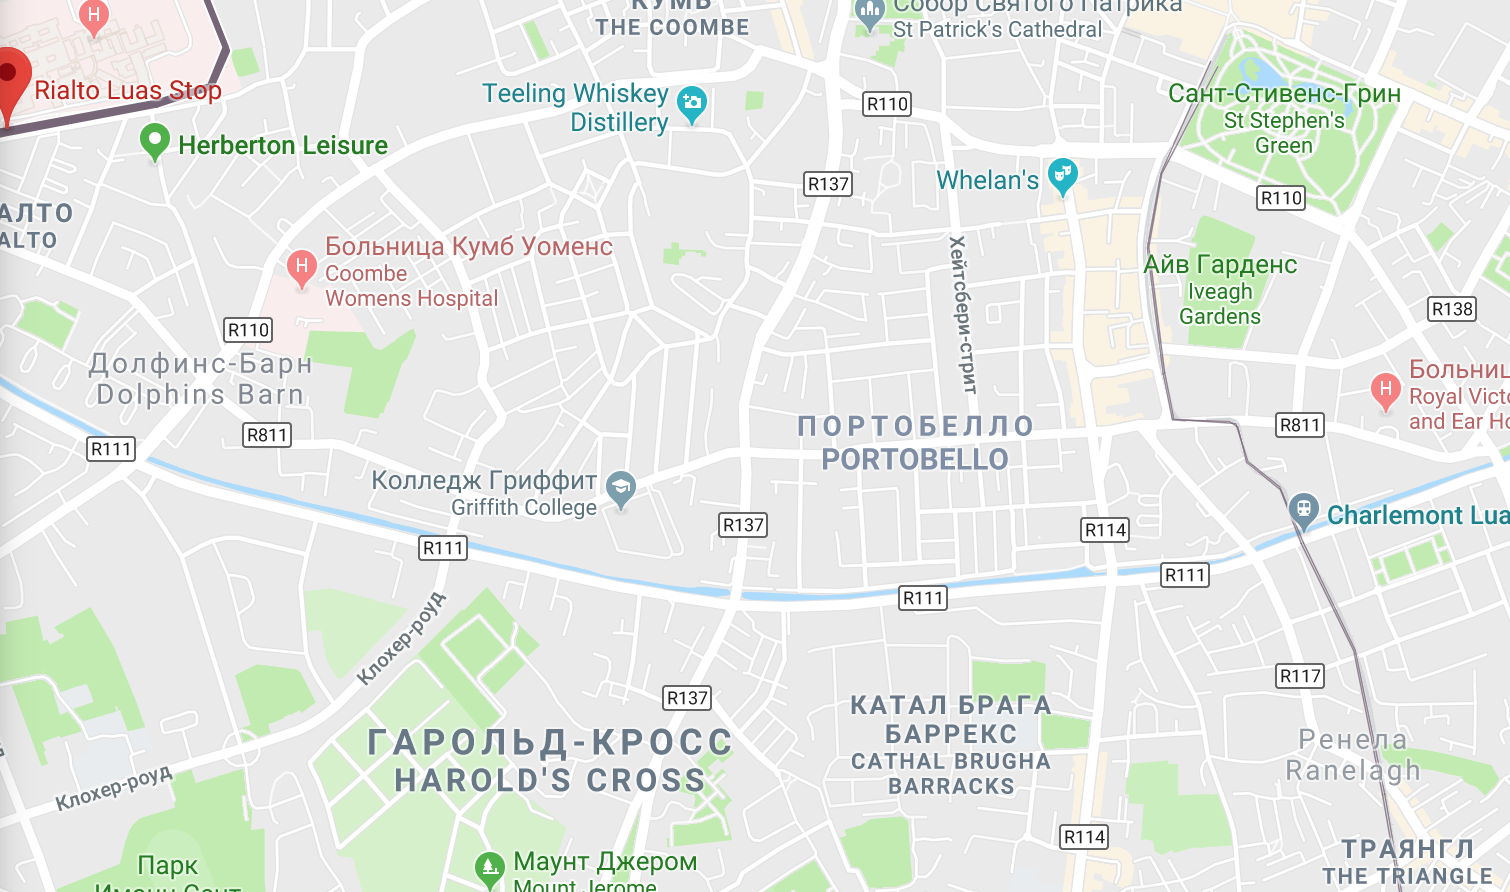 КУМБ
THE COOMBE
Собор Святого Патрика
St Patrick's Cathedral
H
Rialto Luas Stop
Teeling Whiskey
Distillery
R110
Сант-Стивенс-Грин
St Stephen's
Green
Herberton Leisure
R137
Whelan's
R110
АЛТО
ALTO
Больница Кумб Уоменс
Coombe
Womens Hospital
H
Хейтсбери-стрит
Айв Гарденс
Iveagh
Gardens
R138
R110
Долфинс-Барн
Dolphins Barn
H
Больниц
Royal Victo
and Ear Ho
R111
R811
ПОРТОБЕЛЛО
PORTOBELLO
R811
Колледж Гриффит
Griffith College
R137
R114
Charlemont Lua
R111
R111
R111
Клохер-роуд
R137
R117
КАТАЛ БРАГА
БАРРЕКС
CATHAL BRUGHA
BARRACKS
ГАРОЛЬД-КРОСС
HAROLD'S CROSS
Ренела
Ranelagh
Клохер-роуд
R114
ТРАЯНГЛ
THE TRIANGLE
Парк
Маунт Джером
Mount Jerome